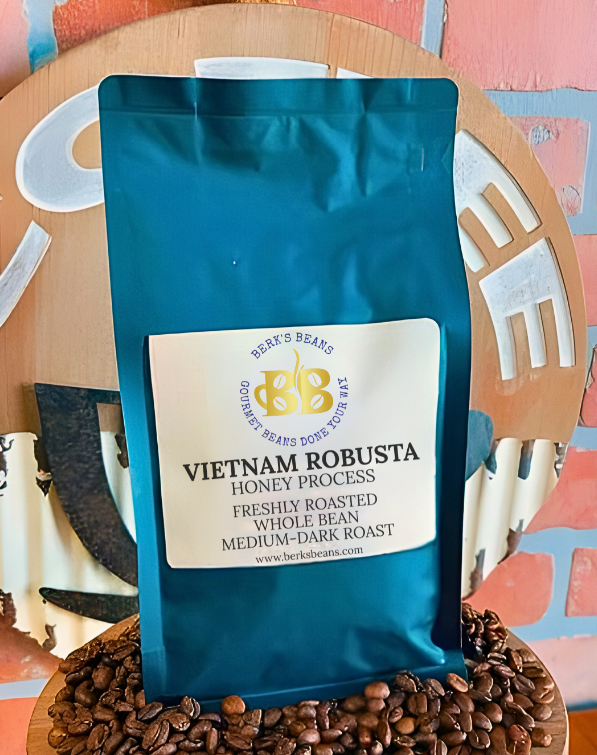 BERK'S BEANS
BB
GOURMET BEANS DONE YOUR WAY
VIETNAM ROBUSTA
HONEY PROCESS
FRESHLY ROASTED
WHOLE BEAN
MEDIUM-DARK ROAST
www.berksbeans.com
EE